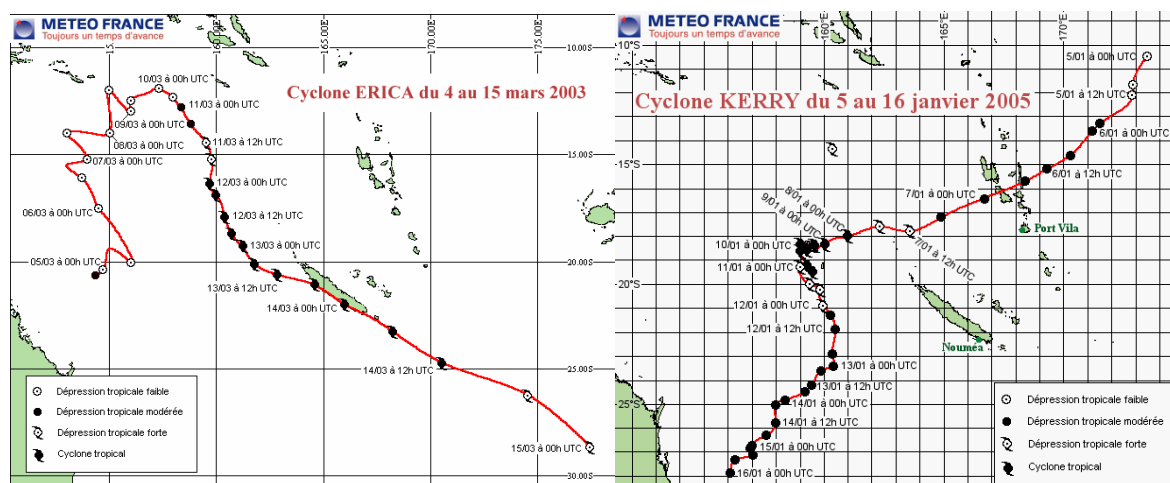 METEO FRANCE
Toujours un temps d'avance
160.00E
165.00E
170.00E
175.00E
10.00S
15.00S
20.00S
25.00S
30.00S
Cyclone ERICA du 4 au 15 mars 2003
10/03 à 00h UTC
11/03 à 00h UTC
09/03 à 00h UTC
11/03 à 12h UTC
08/03 à 00h UTC
07/03 à 00h UTC
12/03 à 00h UTC
06/03 à 00h UTC
12/03 à 12h UTC
13/03 à 00h UTC
05/03 à 00h UTC
13/03 à 12h UTC
14/03 à 00h UTC
14/03 à 12h UTC
15/03 à 00h UTC
Dépression tropicale faible
Dépression tropicale modérée
Dépression tropicale forte
Cyclone tropical
METEO FRANCE
Toujours un temps d'avance
160°E
165°E
170°E
10°S
15°S
20°S
25°S
Cyclone KERRY du 5 au 16 janvier 2005
5/01 à 00h UTC
5/01 à 12h UTC
6/01 à 00h UTC
6/01 à 12h UTC
7/01 à 00h UTC
8/01 à 00h UTC
9/01 à 00h UTC
Port Vila
7/01 à 12h UTC
10/01 à 00h UTC
11/01 à 00h UTC
12/01 à 00h UTC
12/01 à 12h UTC
Nouméa
13/01 à 00h UTC
13/01 à 12h UTC
14/01 à 00h UTC
14/01 à 12h UTC
15/01 à 00h UTC
16/01 à 00h UTC
Dépression tropicale faible
Dépression tropicale modérée
Dépression tropicale forte
Cyclone tropical